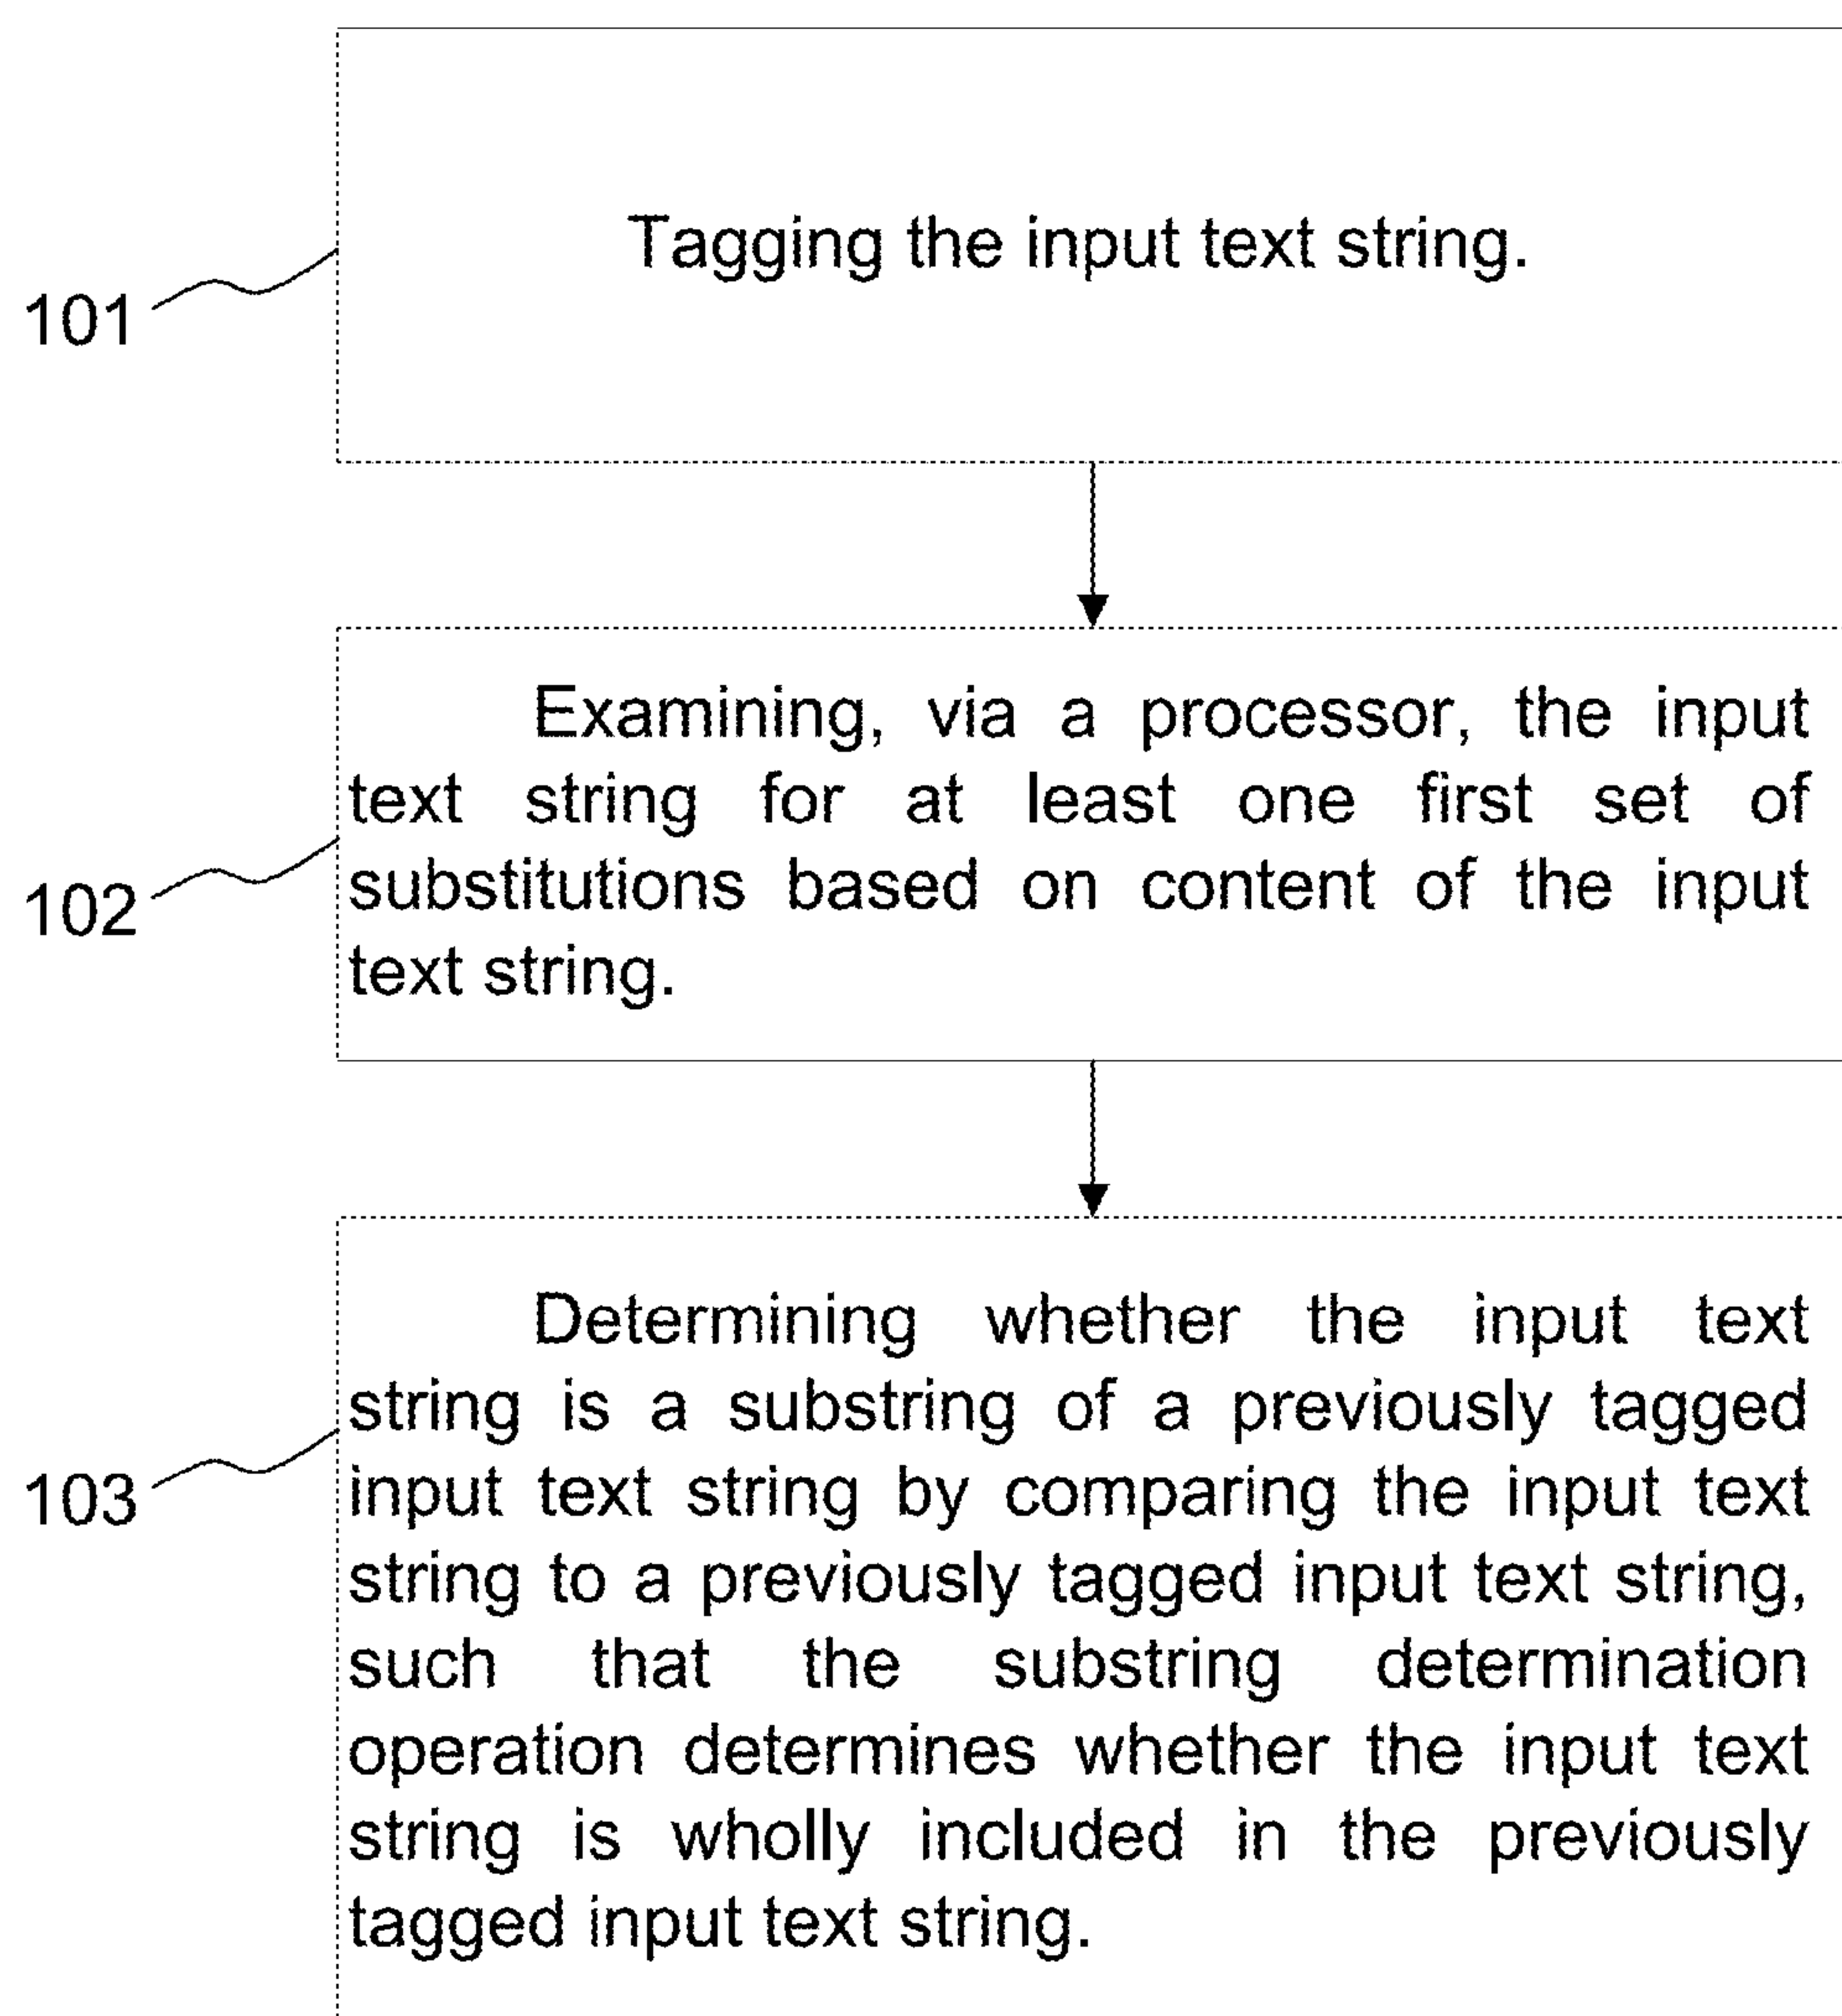 Tagging the input text string.
101
Examining, via a processor, the input
text string for at least one first set of
substitutions based on content of the input
text string.
102
Determining whether the input text
string is a substring of a previously tagged
input text string by comparing the input text
string to a previously tagged input text string,
such that the substring determination
operation determines whether the input text
string is wholly included in the previously
tagged input text string.
103